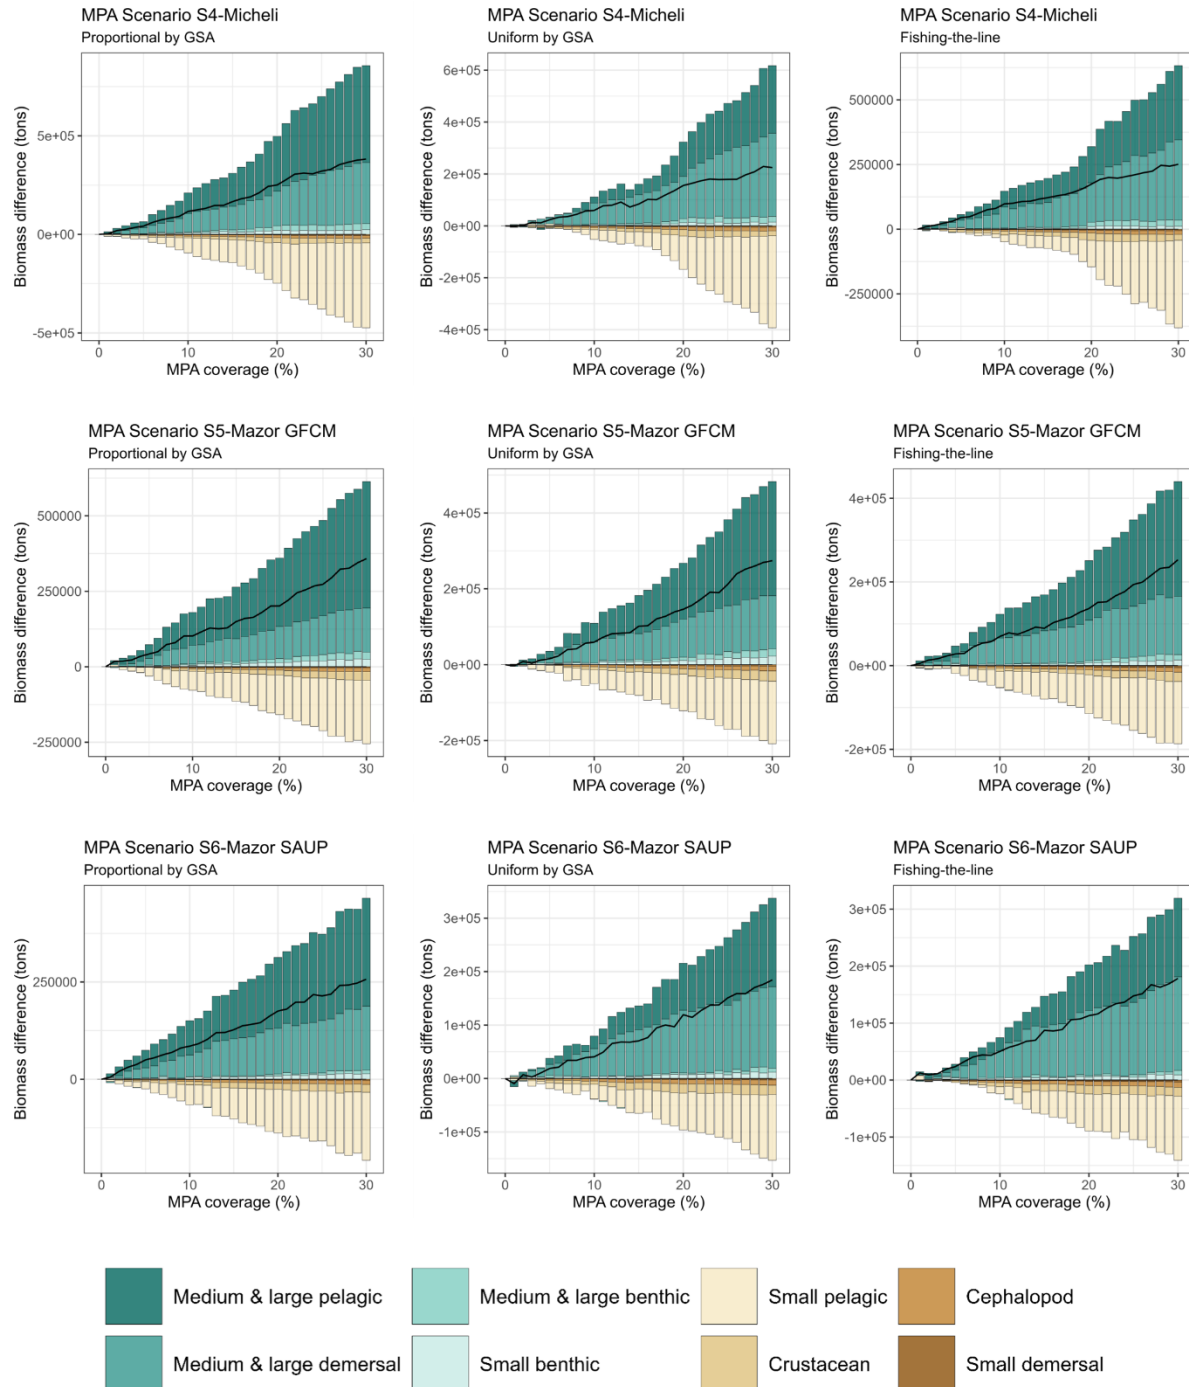 MPA Scenario S4-Micheli
Proportional by GSA
Biomass difference (tons)
5e+05
0e+00
-5e+05
0 10 20 30
MPA coverage (%)
MPA Scenario S4-Micheli
Uniform by GSA
Biomass difference (tons)
6e+05
4e+05
2e+05
0e+00
-2e+05
-4e+05
0 10 20 30
MPA coverage (%)
MPA Scenario S4-Micheli
Fishing-the-line
Biomass difference (tons)
500000
250000
0
-250000
0 10 20 30
MPA coverage (%)
MPA Scenario S5-Mazor GFCM
Proportional by GSA
Biomass difference (tons)
500000
250000
0
-250000
0 10 20 30
MPA coverage (%)
MPA Scenario S5-Mazor GFCM
Uniform by GSA
Biomass difference (tons)
4e+05
2e+05
0e+00
-2e+05
0 10 20 30
MPA coverage (%)
MPA Scenario S5-Mazor GFCM
Fishing-the-line
Biomass difference (tons)
4e+05
2e+05
0e+00
-2e+05
0 10 20 30
MPA coverage (%)
MPA Scenario S6-Mazor SAUP
Proportional by GSA
Biomass difference (tons)
250000
0
0 10 20 30
MPA coverage (%)
MPA Scenario S6-Mazor SAUP
Uniform by GSA
Biomass difference (tons)
3e+05
2e+05
1e+05
0e+00
-1e+05
0 10 20 30
MPA coverage (%)
MPA Scenario S6-Mazor SAUP
Fishing-the-line
Biomass difference (tons)
3e+05
2e+05
1e+05
0e+00
-1e+05
0 10 20 30
MPA coverage (%)
Medium & large pelagic
Medium & large benthic
Small pelagic
Cephalopod
Medium & large demersal
Small benthic
Crustacean
Small demersal